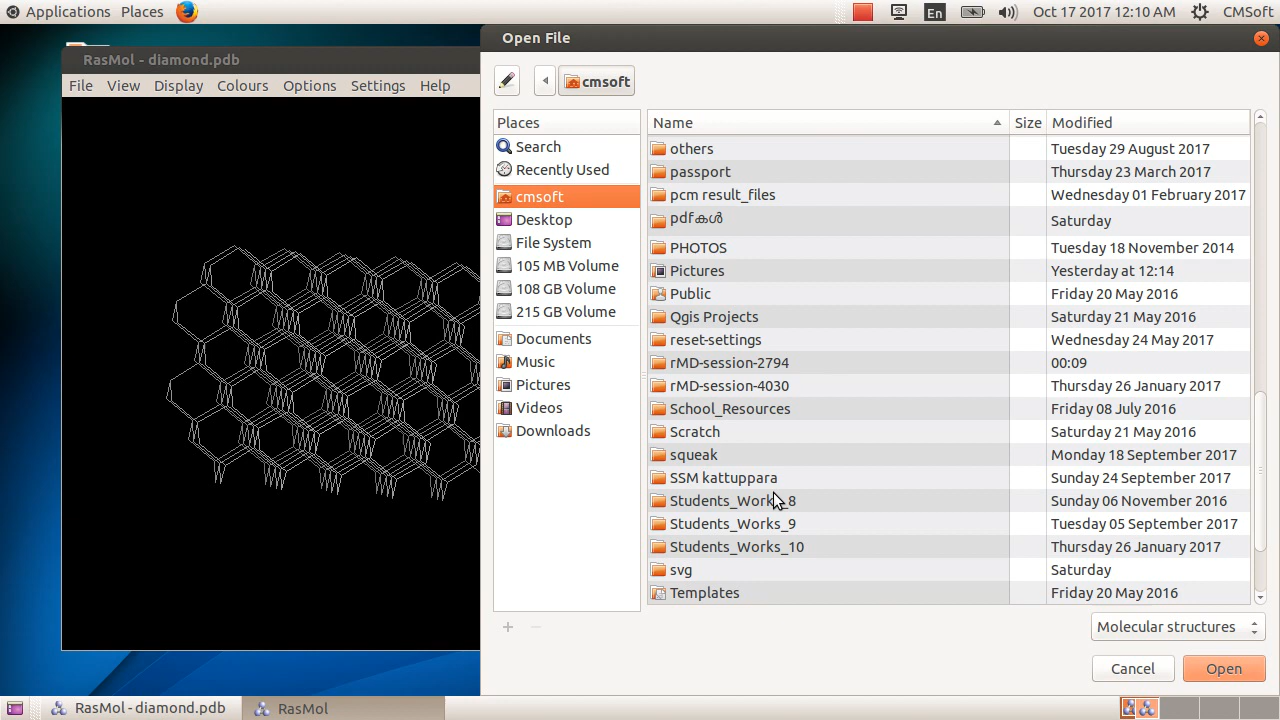 Applications Places En Oct 17 2017 12:10 AM CMSoft
RasMol - diamond.pdb
File View Display Colours Options Settings Help
Open File
cmsoft
Places
Search
Recently Used
cmsoft
Desktop
File System
105 MB Volume
108 GB Volume
215 GB Volume
Documents
Music
Pictures
Videos
Downloads
Name Size Modified
others Tuesday 29 August 2017
passport Thursday 23 March 2017
pcm result_files Wednesday 01 February 2017
pdfകൾ Saturday
PHOTOS Tuesday 18 November 2014
Pictures Yesterday at 12:14
Public Friday 20 May 2016
Qgis Projects Saturday 21 May 2016
reset-settings Wednesday 24 May 2017
rMD-session-2794 00:09
rMD-session-4030 Thursday 26 January 2017
School_Resources Friday 08 July 2016
Scratch Saturday 21 May 2016
squeak Monday 18 September 2017
SSM kattuppara Sunday 24 September 2017
Students_Works_8 Sunday 06 November 2016
Students_Works_9 Tuesday 05 September 2017
Students_Works_10 Thursday 26 January 2017
svg Saturday
Templates Friday 20 May 2016
Molecular structures
Cancel Open
RasMol - diamond.pdb RasMol